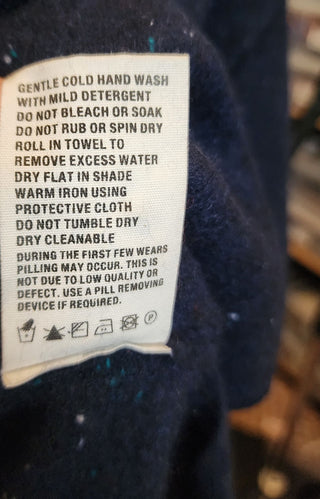 GENTLE COLD HAND WASH
WITH MILD DETERGENT
DO NOT BLEACH OR SOAK
DO NOT RUB OR SPIN DRY
ROLL IN TOWEL TO
REMOVE EXCESS WATER
DRY FLAT IN SHADE
WARM IRON USING
PROTECTIVE CLOTH
DO NOT TUMBLE DRY
DRY CLEANABLE
DURING THE FIRST FEW WEARS
PILLING MAY OCCUR. THIS IS
NOT DUE TO LOW QUALITY OR
DEFECT. USE A PILL REMOVING
DEVICE IF REQUIRED.
P